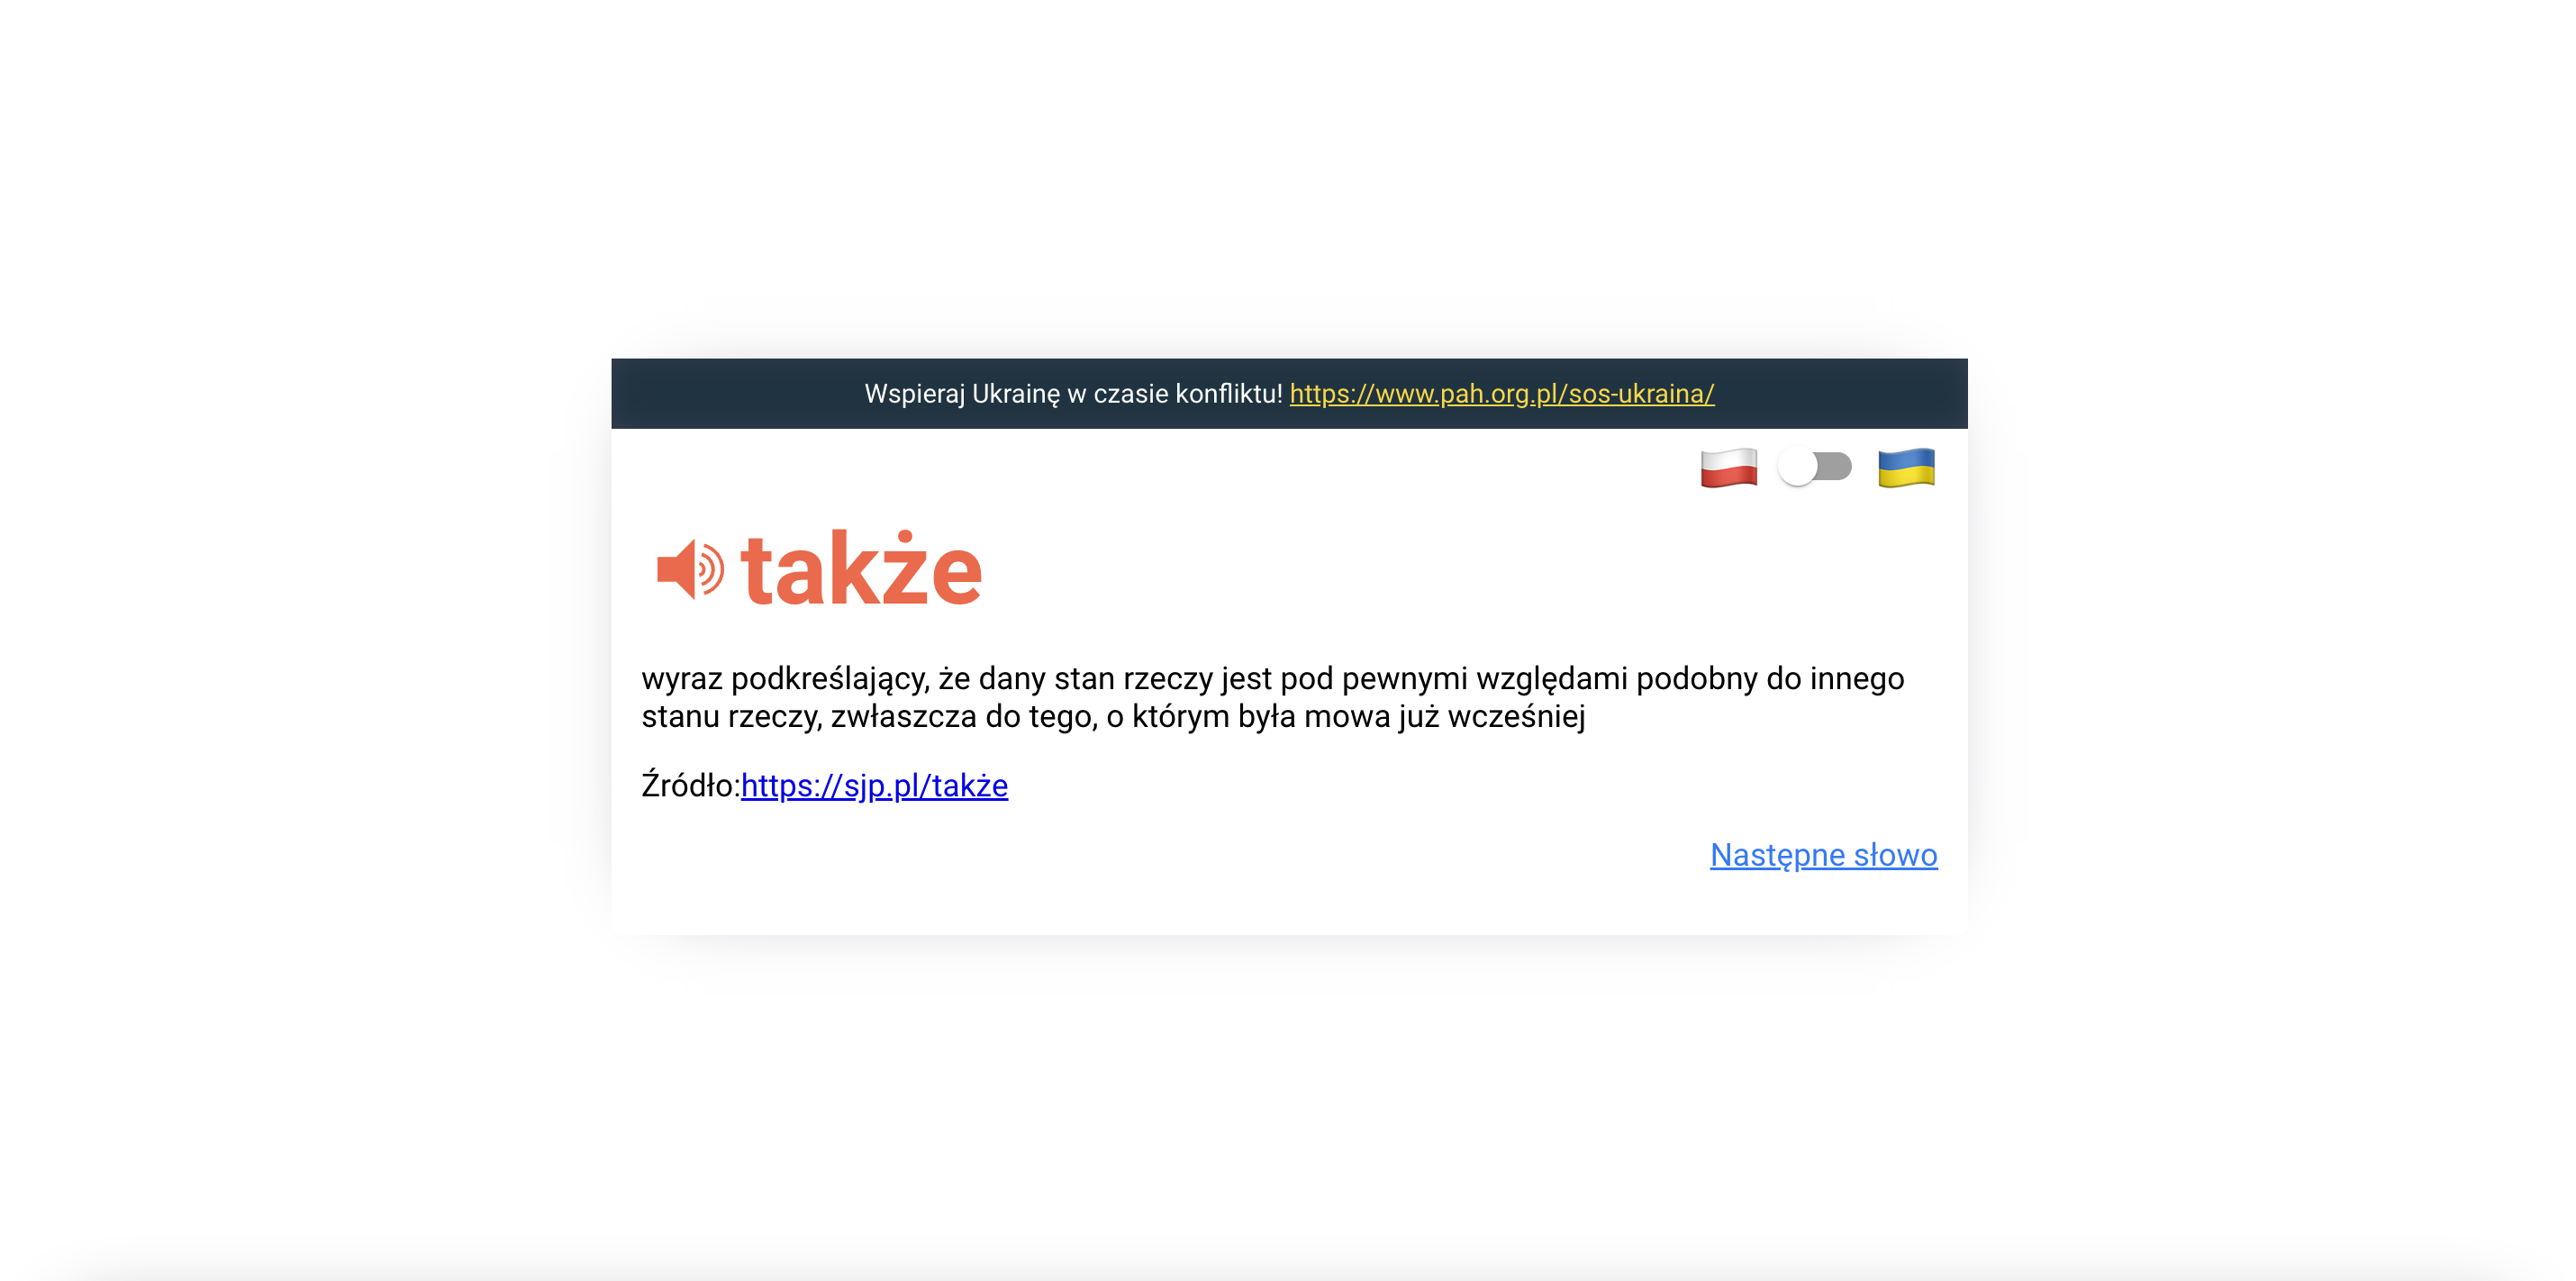 Wspieraj Ukrainę w czasie konfliktu! https://www.pah.org.pl/sos-ukraina/
także
wyraz podkreślający, że dany stan rzeczy jest pod pewnymi względami podobny do innego
stanu rzeczy, zwłaszcza do tego, o którym była mowa już wcześniej
Źródło:https://sjp.pl/także
Następne słowo